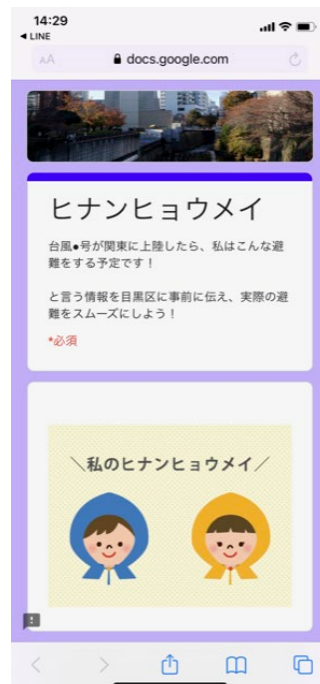 14:29
◀ LINE
AA docs.google.com
ヒナンヒョウメイ
台風●号が関東に上陸したら、私はこんな避
難をする予定です！
と言う情報を目黒区に事前に伝え、実際の避
難をスムーズにしよう！
*必須
＼私のヒナンヒョウメイ／